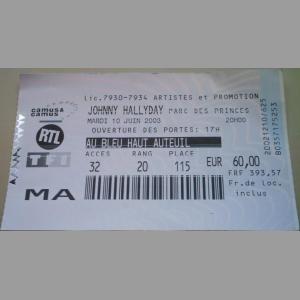 Lic.7930-7934 ARTISTES et PROMOTION
camus & camus
JOHNNY HALLYDAY PARC DES PRINCES
MARDI 10 JUIN 2003 20H00
OUVERTURE DES PORTES: 17H
RTL
AU BLEU HAUT AUTEUIL
TF1
ACCES RANG PLACE EUR 60,00
32 20 115 FRF 393,57
MA
Fr.de loc.
inclus